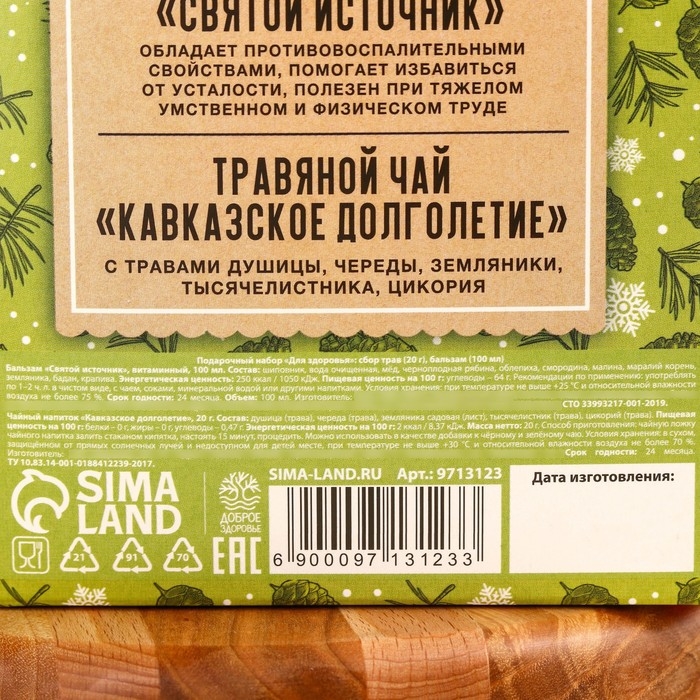 «СВЯТОЙ ИСТОЧНИК»
ОБЛАДАЕТ ПРОТИВОВОСПАЛИТЕЛЬНЫМИ
СВОЙСТВАМИ, ПОМОГАЕТ ИЗБАВИТЬСЯ
ОТ УСТАЛОСТИ, ПОЛЕЗЕН ПРИ ТЯЖЕЛОМ
УМСТВЕННОМ И ФИЗИЧЕСКОМ ТРУДЕ
ТРАВЯНОЙ ЧАЙ
«КАВКАЗСКОЕ ДОЛГОЛЕТИЕ»
С ТРАВАМИ ДУШИЦЫ, ЧЕРЕДЫ, ЗЕМЛЯНИКИ,
ТЫСЯЧЕЛИСТНИКА, ЦИКОРИЯ
Подарочный набор «Для здоровья»: сбор трав (20 г), бальзам (100 мл)
Бальзам «Святой источник», витаминный, 100 мл. Состав: шиповник, вода очищенная, мёд, черноплодная рябина, облепиха, смородина, малина, маралий корень,
земляника, бадан, крапива. Энергетическая ценность: 250 ккал / 1050 кДж. Пищевая ценность на 100 г: углеводы – 64 г. Рекомендации по применению: употреблять
по 1–2 ч. л. в чистом виде, с чаем, соками, минеральной водой или другими напитками. Условия хранения: при температуре не выше +25 °С и относительной влажности
воздуха не более 75 %. Срок годности: 24 месяца. Объем: 100 мл. Изготовитель:
СТО 33993217-001-2019.
Чайный напиток «Кавказское долголетие», 20 г. Состав: душица (трава), череда (трава), земляника садовая (лист), тысячелистник (трава), цикорий (трава). Пищевая
ценность на 100 г: белки – 0 г, жиры – 0 г, углеводы – 0,47 г. Энергетическая ценность на 100 г: 2 ккал / 8,37 кДж. Масса нетто: 20 г. Способ приготовления: чайную ложку
чайного напитка залить стаканом кипятка, настоять 15 минут, процедить. Можно использовать в качестве добавки к чёрному и зелёному чаю. Условия хранения: в сухом,
защищённом от прямых солнечных лучей и недоступном для детей месте, при температуре не выше +30 °С и относительной влажности воздуха не более 70 %.
Изготовитель: Срок годности: 24 месяца.
ТУ 10.83.14-001-0188412239-2017.
SIMA-LAND.RU Арт.: 9713123
Дата изготовления:
SIMA
LAND
ДОБРОЕ
ЗДОРОВЬЕ
ЕАС
21 91 70
6 900097 131233